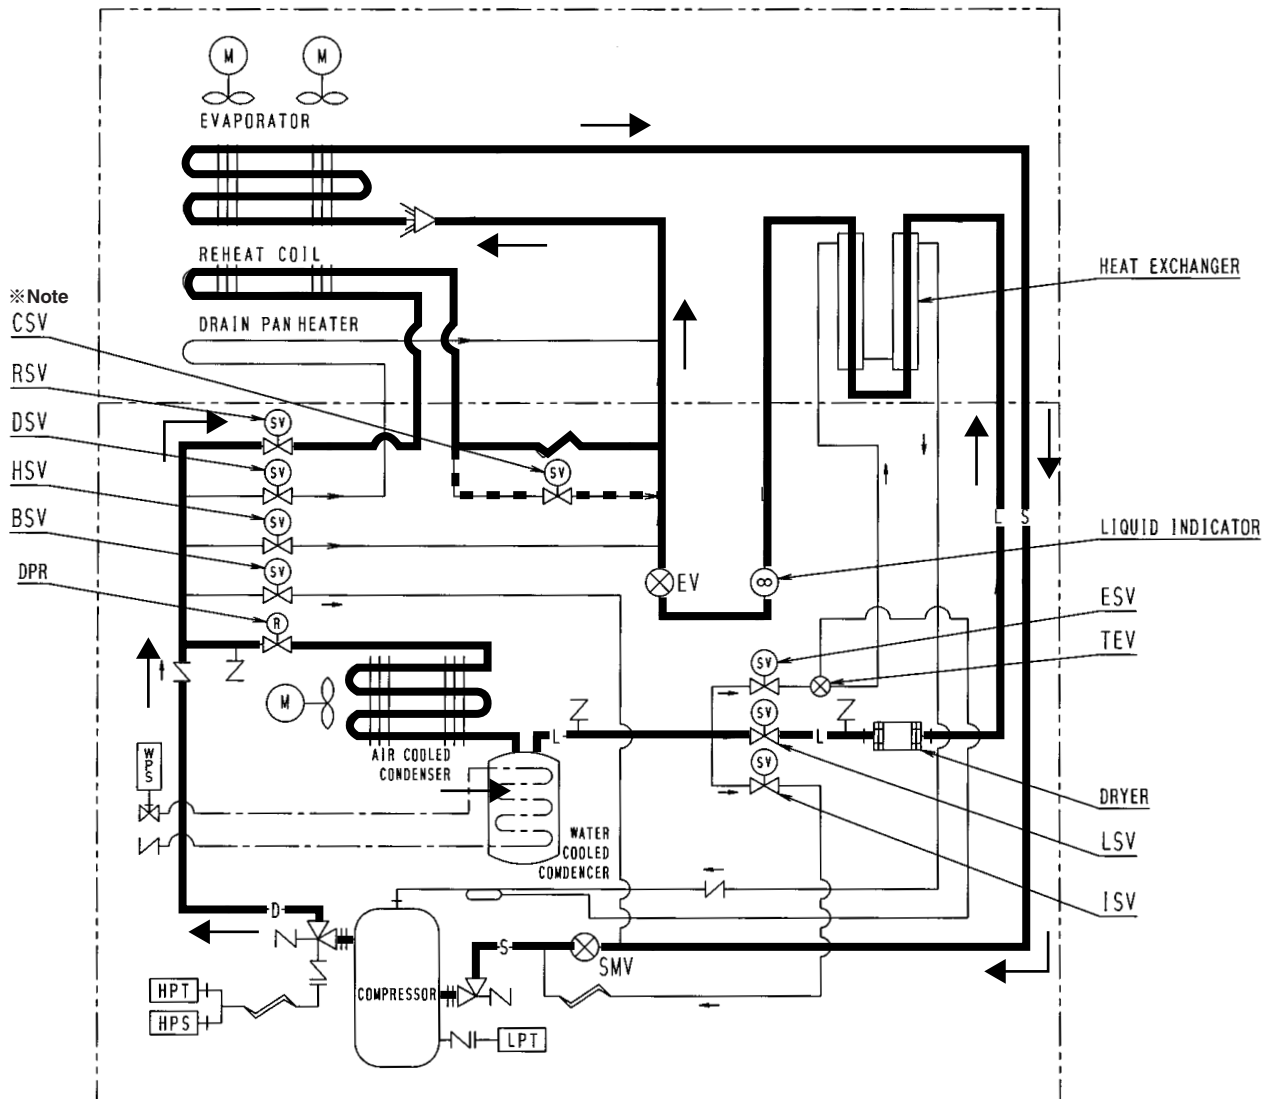 M
M
EVAPORATOR
REHEAT COIL
HEAT EXCHANGER
※Note
CSV
DRAIN PAN HEATER
RSV
SV
DSV
SV
SV
HSV
SV
L
S
BSV
LIQUID INDICATOR
SV
EV
DPR
R
ESV
TEV
SV
M
SV
L
L
AIR COOLED
CONDENSER
WPS
SV
DRYER
WATER
COOLED
COMDENCER
LSV
ISV
D
S
SMV
HPT
COMPRESSOR
HPS
LPT